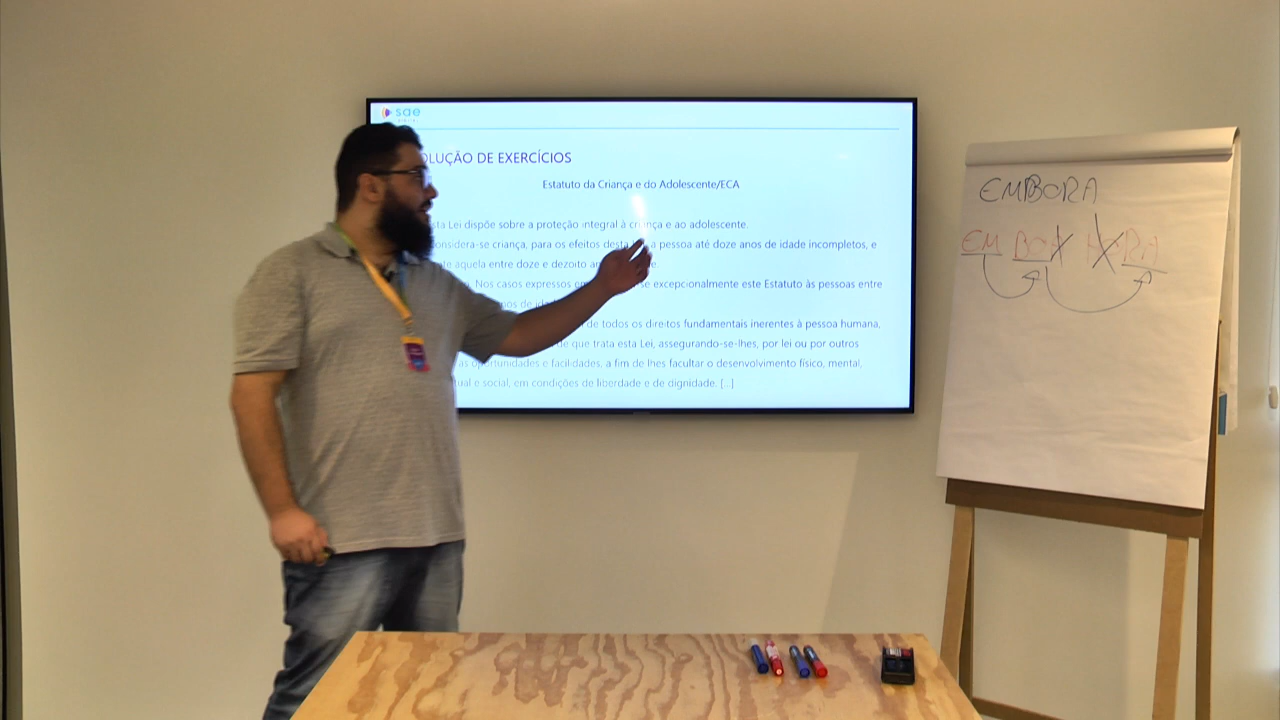 sae
OLUÇÃO DE EXERCÍCIOS
Estatuto da Criança e do Adolescente/ECA
sta Lei dispõe sobre a proteção integral à criança e ao adolescente.
onsidera-se criança, para os efeitos desta a pessoa até doze anos de idade incompletos, e
te aquela entre doze e dezoito
Nos casos expressos se excepcionalmente este Estatuto às pessoas entre
de todos os direitos fundamentais inerentes à pessoa humana,
de que trata esta Lei, assegurando-se-lhes, por lei ou por outros
as oportunidades e facilidades, a fim de lhes facultar o desenvolvimento físico, mental,
tual e social, em condições de liberdade e de dignidade. [...]
EMBORA
EM BOA HORA